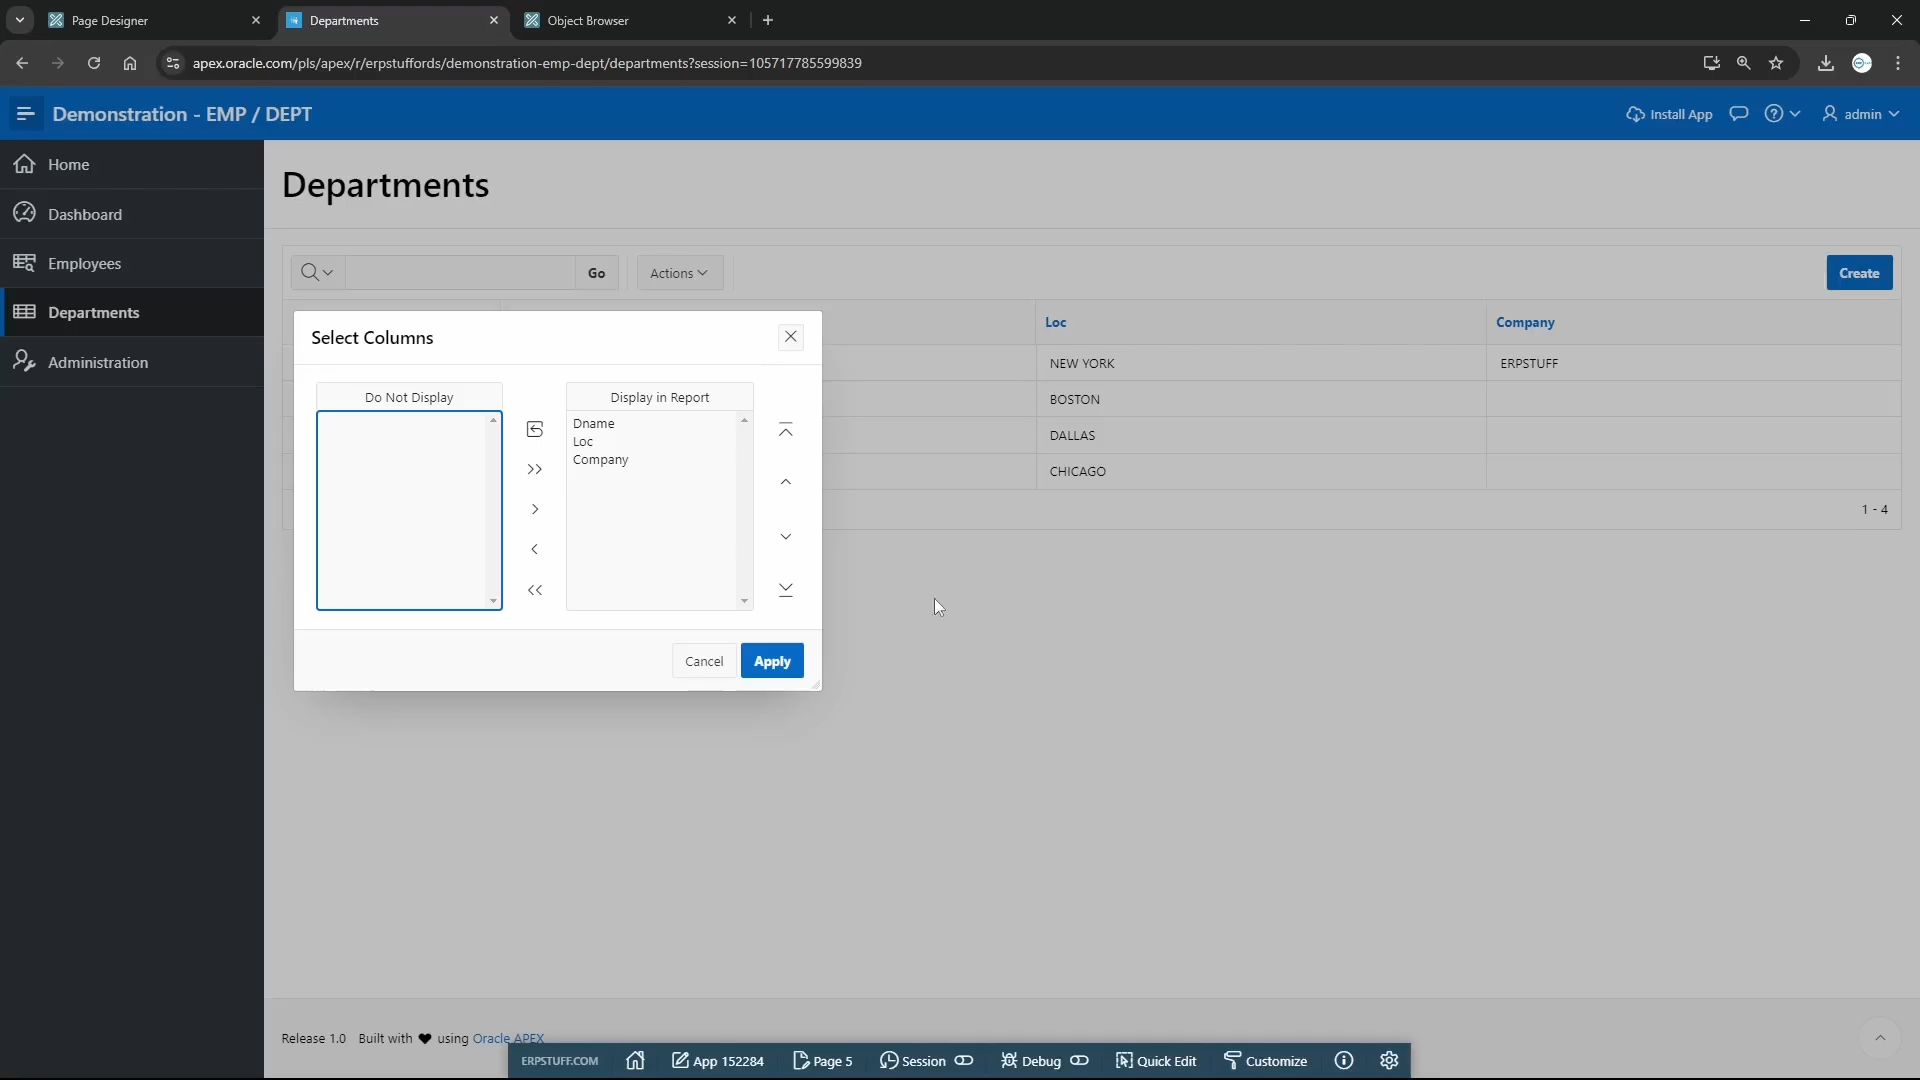 Page Designer
Departments
Object Browser
apex.oracle.com/pls/apex/r/erpstuffords/demonstration-emp-dept/departments?session=105717785599839
Demonstration - EMP / DEPT
Install App
admin
Home
Dashboard
Employees
Departments
Administration
Departments
Go
Actions
Create
Loc
Company
NEW YORK
ERPSTUFF
BOSTON
DALLAS
CHICAGO
1 - 4
Select Columns
Do Not Display
Display in Report
Dname
Loc
Company
Cancel
Apply
Release 1.0 Built with ♥ using Oracle APEX
ERPSTUFF.COM
App 152284
Page 5
Session
Debug
Quick Edit
Customize